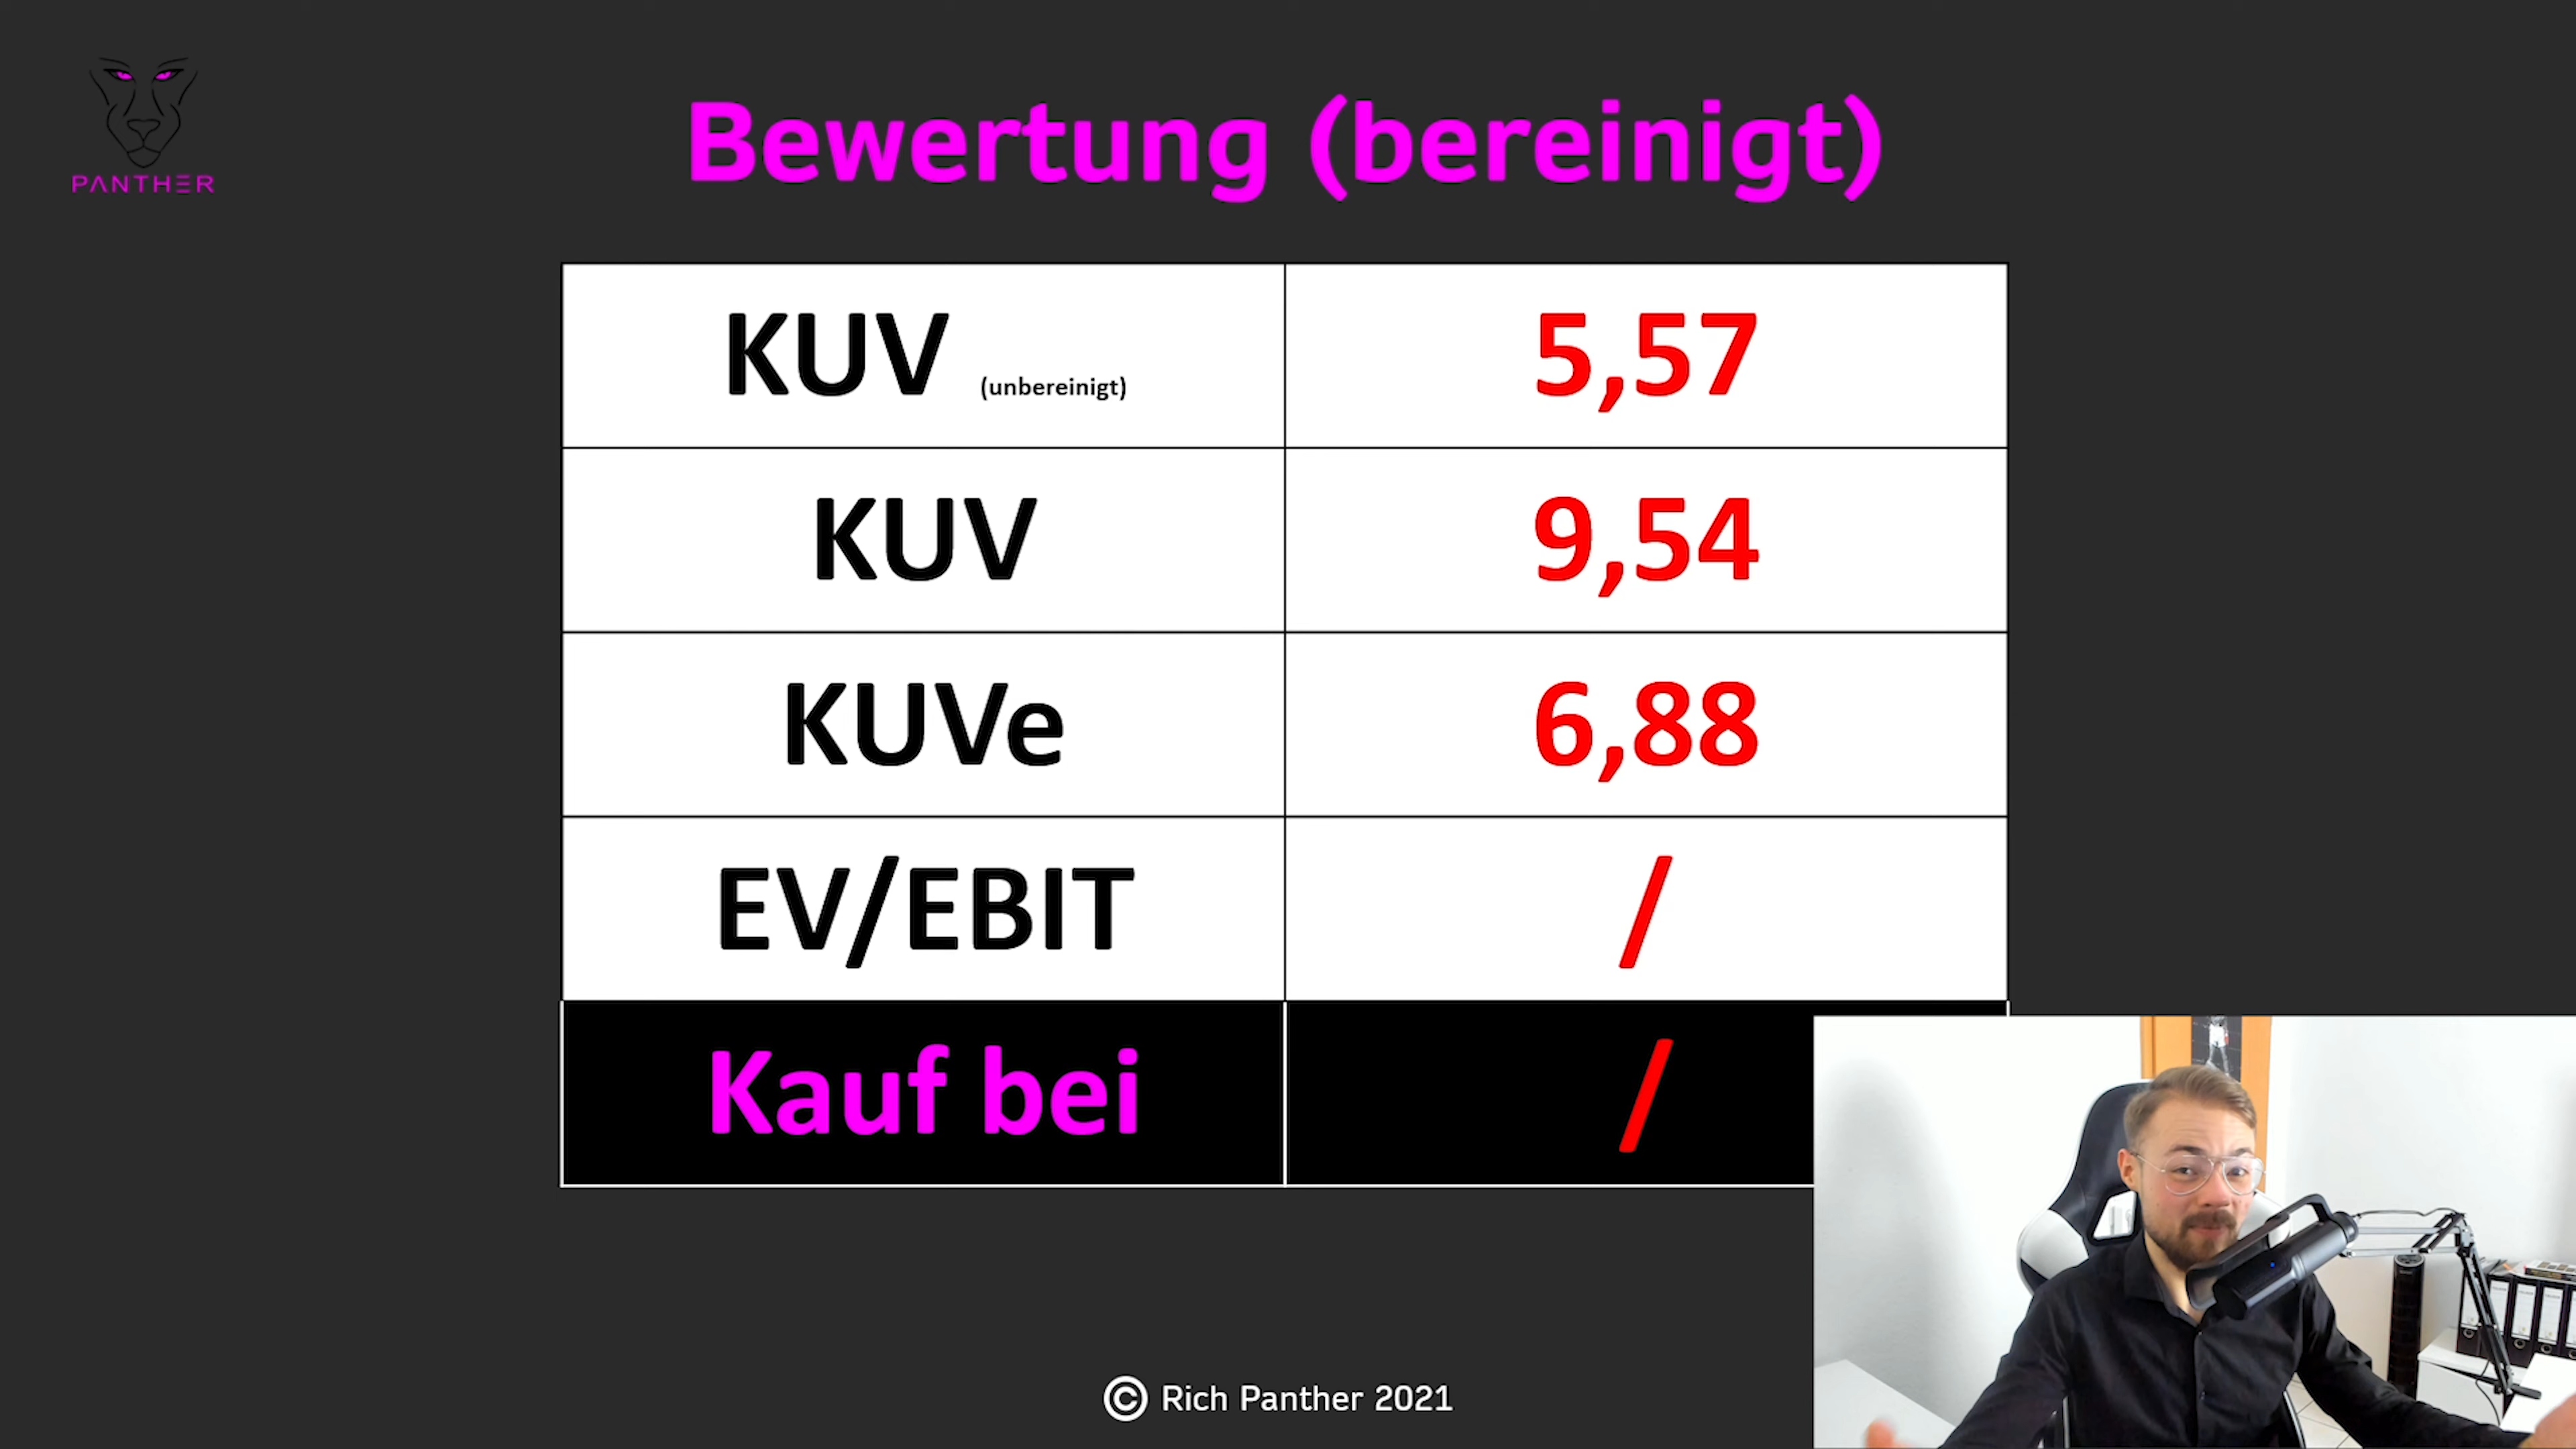 PANTHER
Bewertung (bereinigt)
KUV (unbereinigt) 5,57
KUV 9,54
KUVe 6,88
EV/EBIT /
Kauf bei /
© Rich Panther 2021